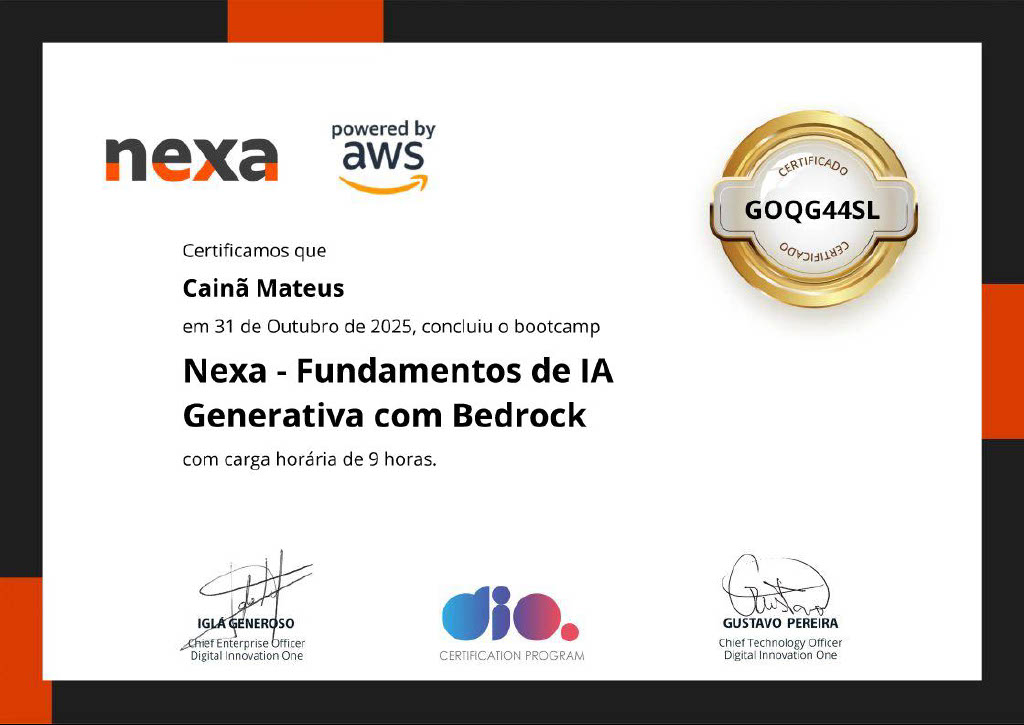 nexa
powered by
aws
CERTIFICADO
GOQG44SL
CERTIFICADO
Certificamos que
Cainã Mateus
em 31 de Outubro de 2025, concluiu o bootcamp
Nexa - Fundamentos de IA
Generativa com Bedrock
com carga horária de 9 horas.
IGLÁ GENEROSO
Chief Enterprise Officer
Digital Innovation One
dio.
CERTIFICATION PROGRAM
Gustavo
GUSTAVO PEREIRA
Chief Technology Officer
Digital Innovation One